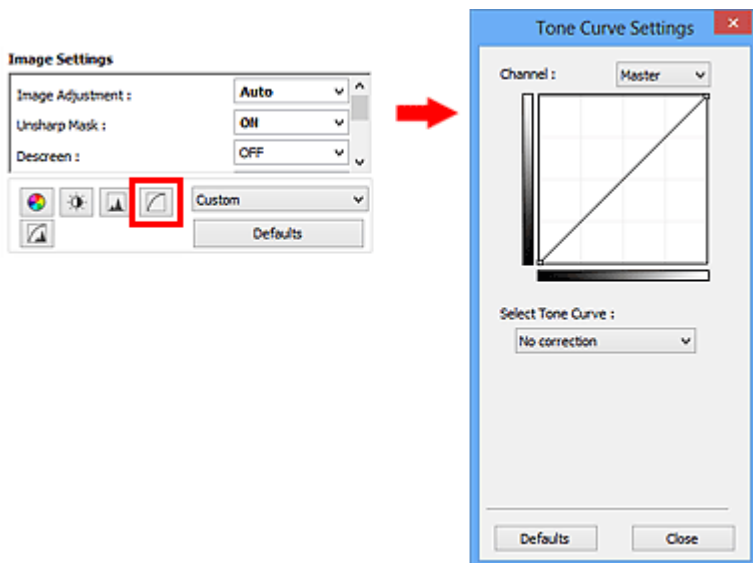 Image Settings
Image Adjustment : Auto
Unsharp Mask : ON
Descreen : OFF
Custom
Defaults
Tone Curve Settings
Channel : Master
Select Tone Curve :
No correction
Defaults Close